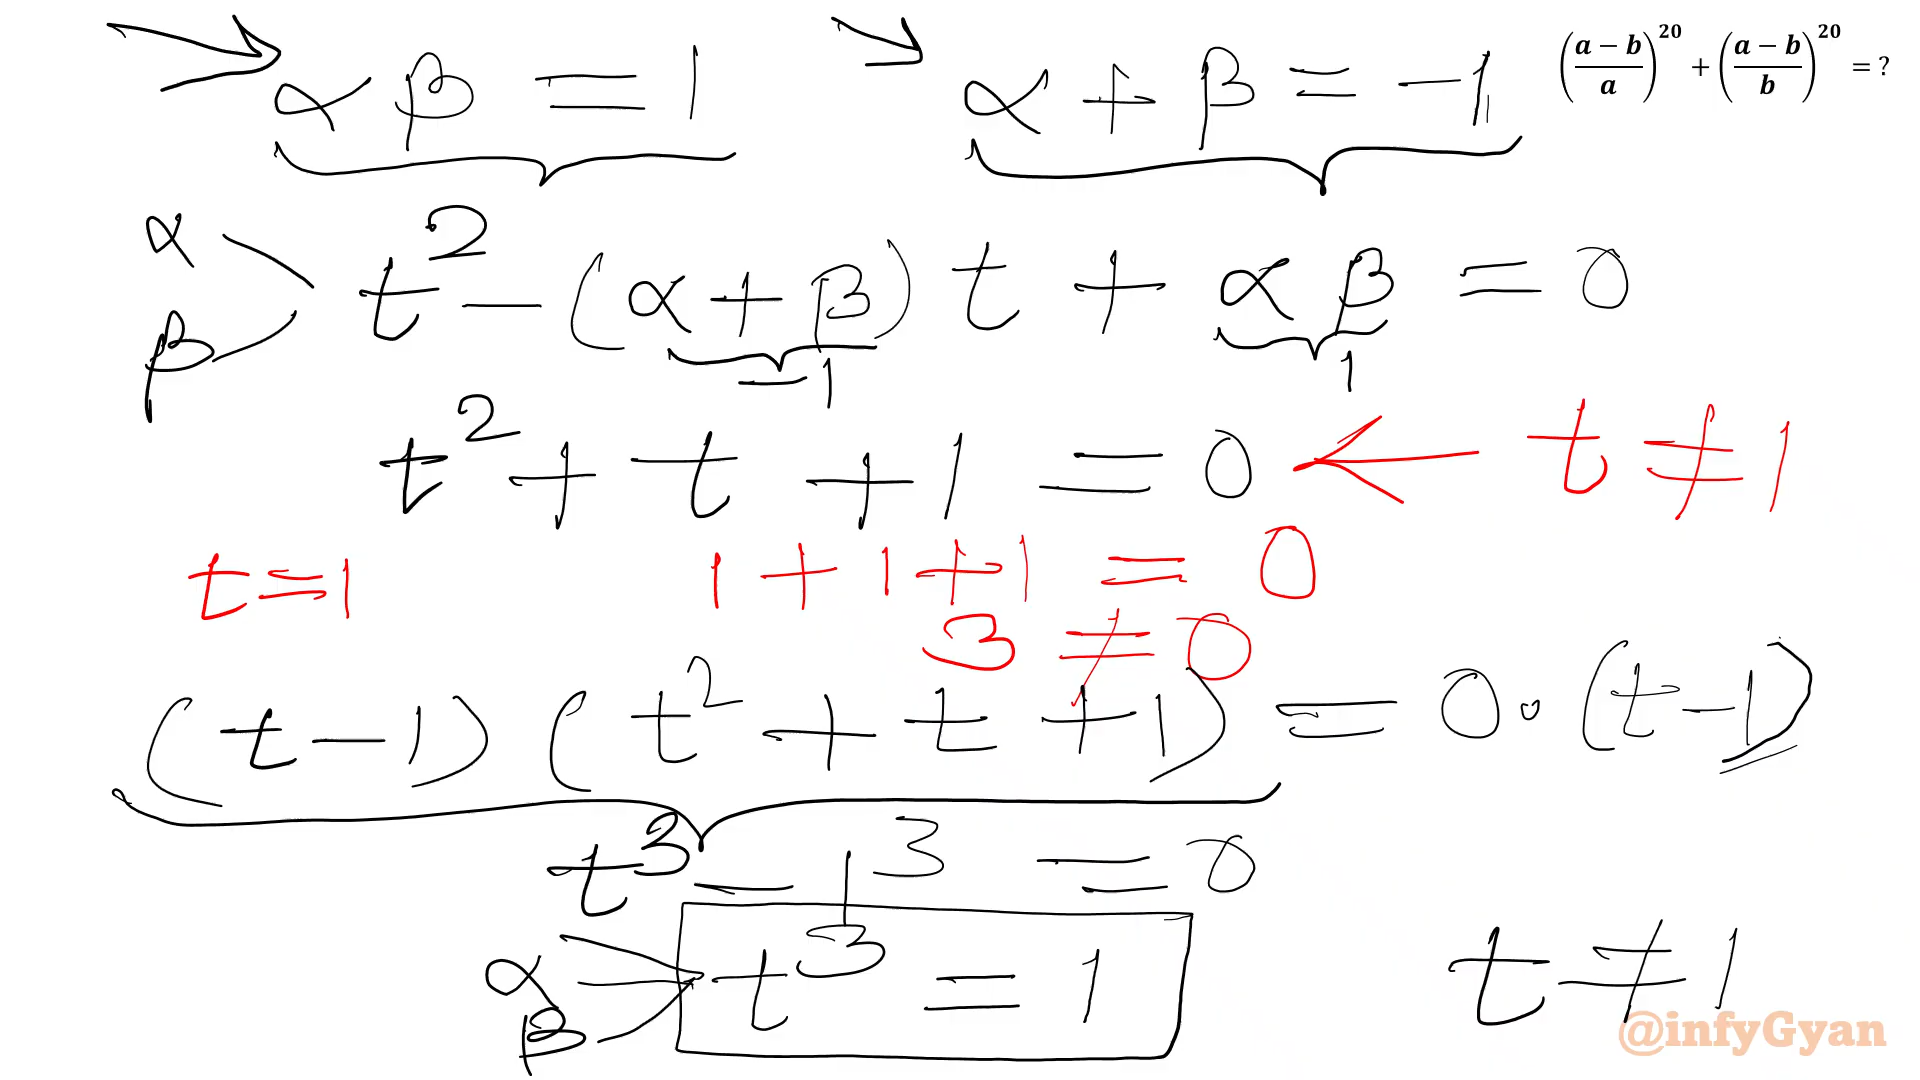 αβ = 1    α + β = -1    ((a - b)/a)^20 + ((a - b)/b)^20 = ?
α
β
t² - (α + β)t + αβ = 0
-1    1
t² + t + 1 = 0 ← t ≠ 1
t = 1    1 + 1 + 1 = 0
3 ≠ 0
(t - 1)(t² + t + 1) = 0 · (t - 1)
t³ - 1³ = 0
α
β
t³ = 1    t ≠ 1
@infyGyan